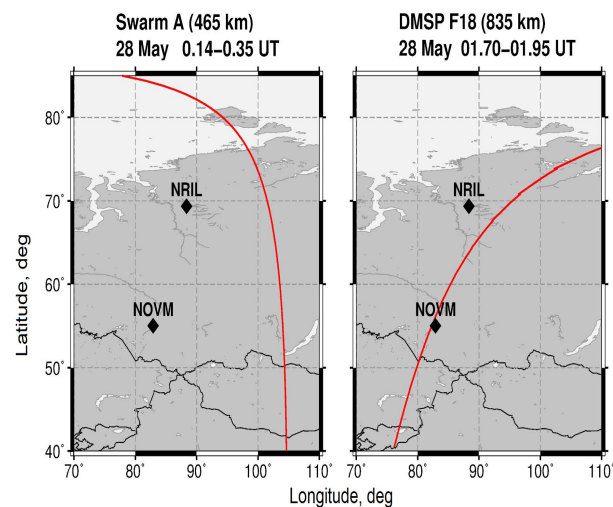 Swarm A (465 km)
28 May 0.14–0.35 UT
DMSP F18 (835 km)
28 May 01.70–01.95 UT
Latitude, deg
80°
70°
60°
50°
40°
NRIL
NOVM
NRIL
NOVM
70° 80° 90° 100° 110°
70° 80° 90° 100° 110°
Longitude, deg